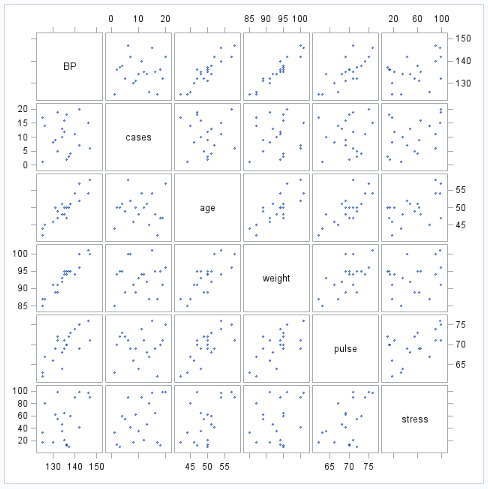 0 10 20 85 90 95 100 20 60 100
BP 150
140
130
20
15
10
5
0
cases
age 55
50
45
100
95
90
85
weight
pulse 75
70
65
100
80
60
40
20
stress
130 140 150 45 50 55 65 70 75